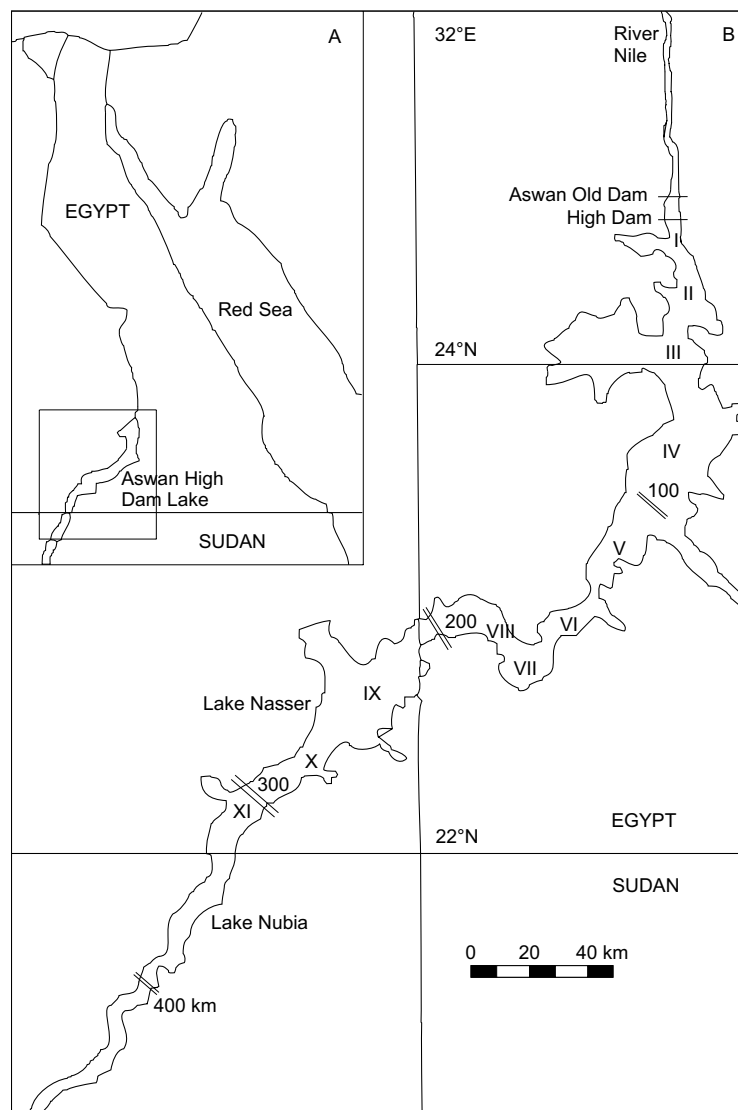 A
EGYPT
Red Sea
Aswan High
Dam Lake
SUDAN
32°E
River
Nile
B
Aswan Old Dam
High Dam
I
II
24°N
III
IV
100
V
200
VIII
VI
VII
IX
Lake Nasser
X
300
XI
EGYPT
22°N
SUDAN
Lake Nubia
0 20 40 km
400 km